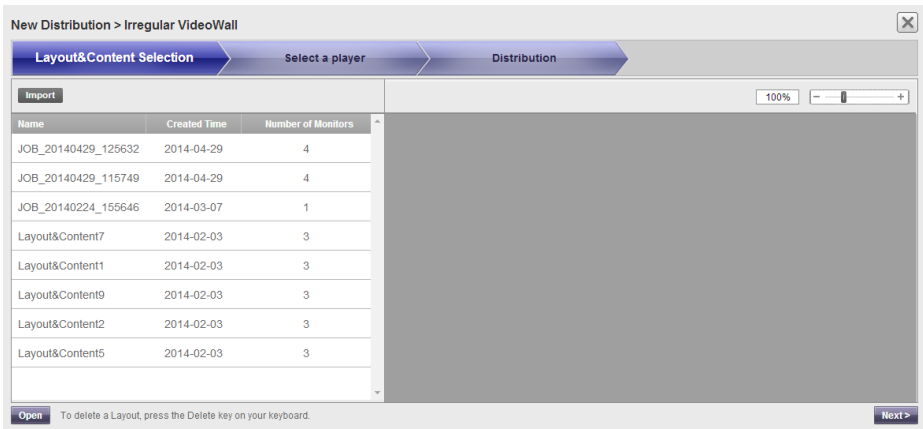 New Distribution > Irregular VideoWall
Layout&Content Selection Select a player Distribution
Import 100%
Name Created Time Number of Monitors
JOB_20140429_125632 2014-04-29 4
JOB_20140429_115749 2014-04-29 4
JOB_20140224_155646 2014-03-07 1
Layout&Content7 2014-02-03 3
Layout&Content1 2014-02-03 3
Layout&Content9 2014-02-03 3
Layout&Content2 2014-02-03 3
Layout&Content5 2014-02-03 3
Open To delete a Layout, press the Delete key on your keyboard. Next >